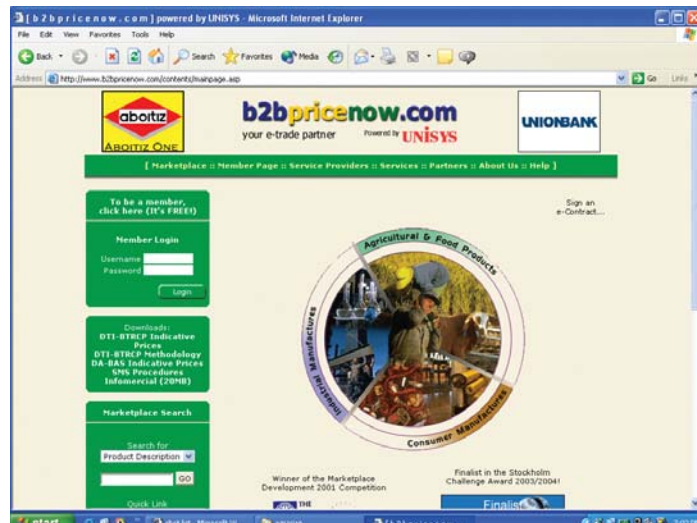 [ b 2 b p r i c e n o w . c o m ] powered by UNISYS - Microsoft Internet Explorer
File Edit View Favorites Tools Help
Back Search Favorites Media
Address http://www.b2bpricenow.com/contents/mainpage.asp Go Links
aboitiz
ABOITIZ ONE
b2bpricenow.com
your e-trade partner Powered by UNISYS
UNIONBANK
[ Marketplace :: Member Page :: Service Providers :: Services :: Partners :: About Us :: Help ]
To be a member,
click here (It's FREE!)
Member Login
Username
Password
Login
Sign an
e-Contract...
Agricultural & Food Products
Industrial Manufactures
Consumer Manufactures
Downloads:
DTI-BTRCP Indicative
Prices
DTI-BTRCP Methodology
DA-BAS Indicative Prices
SMS Procedures
Infomercial (20MB)
Marketplace Search
Search for
Product Description
GO
Quick Link
Winner of the Marketplace
Development 2001 Competition
THE
Finalist in the Stockholm
Challenge Award 2003/2004!
Finalis
start